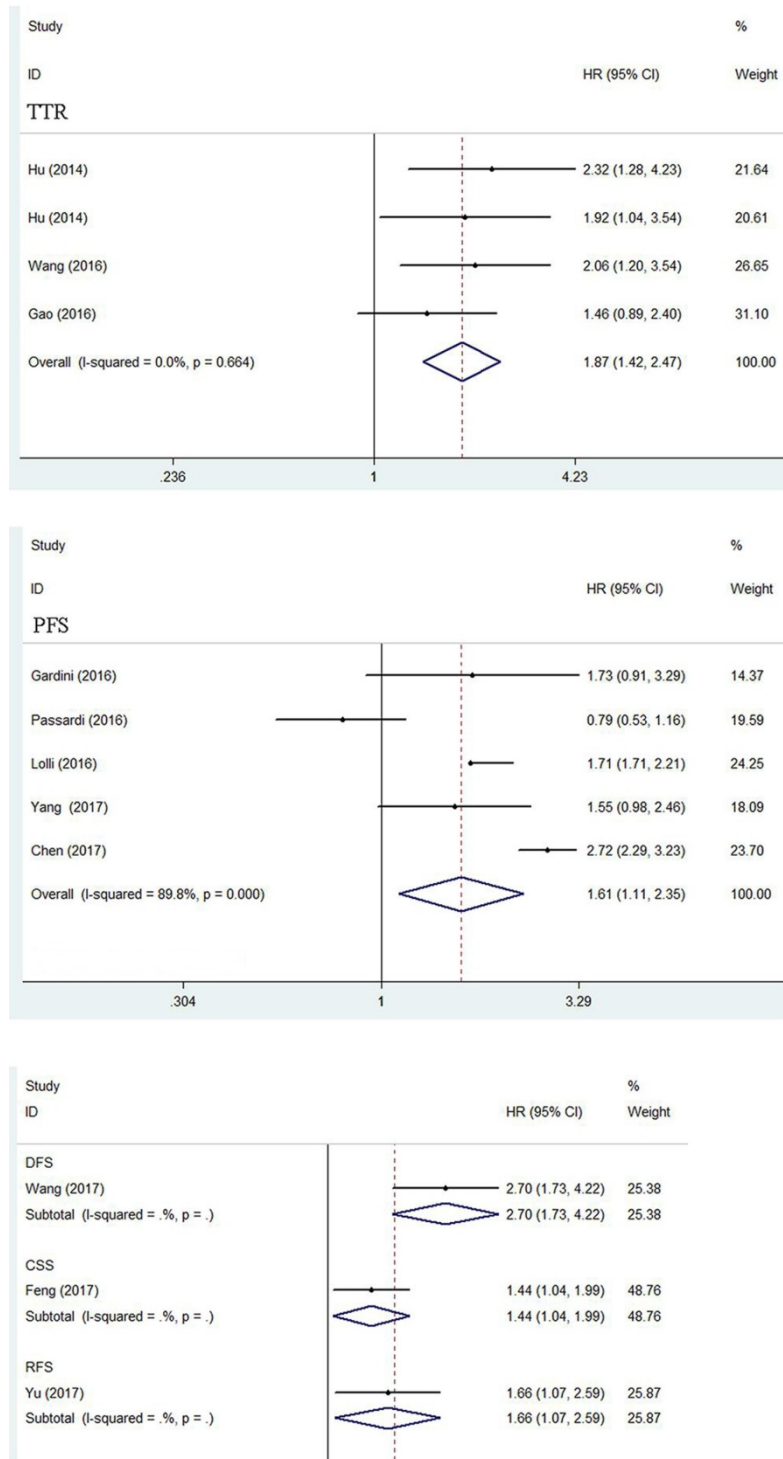 Study %
ID HR (95% CI) Weight
TTR
Hu (2014) 2.32 (1.28, 4.23) 21.64
Hu (2014) 1.92 (1.04, 3.54) 20.61
Wang (2016) 2.06 (1.20, 3.54) 26.65
Gao (2016) 1.46 (0.89, 2.40) 31.10
Overall (I-squared = 0.0%, p = 0.664) 1.87 (1.42, 2.47) 100.00
.236 1 4.23
Study %
ID HR (95% CI) Weight
PFS
Gardini (2016) 1.73 (0.91, 3.29) 14.37
Passardi (2016) 0.79 (0.53, 1.16) 19.59
Lolli (2016) 1.71 (1.71, 2.21) 24.25
Yang (2017) 1.55 (0.98, 2.46) 18.09
Chen (2017) 2.72 (2.29, 3.23) 23.70
Overall (I-squared = 89.8%, p = 0.000) 1.61 (1.11, 2.35) 100.00
.304 1 3.29
Study %
ID HR (95% CI) Weight
DFS
Wang (2017) 2.70 (1.73, 4.22) 25.38
Subtotal (I-squared = .%, p = .) 2.70 (1.73, 4.22) 25.38
CSS
Feng (2017) 1.44 (1.04, 1.99) 48.76
Subtotal (I-squared = .%, p = .) 1.44 (1.04, 1.99) 48.76
RFS
Yu (2017) 1.66 (1.07, 2.59) 25.87
Subtotal (I-squared = .%, p = .) 1.66 (1.07, 2.59) 25.87